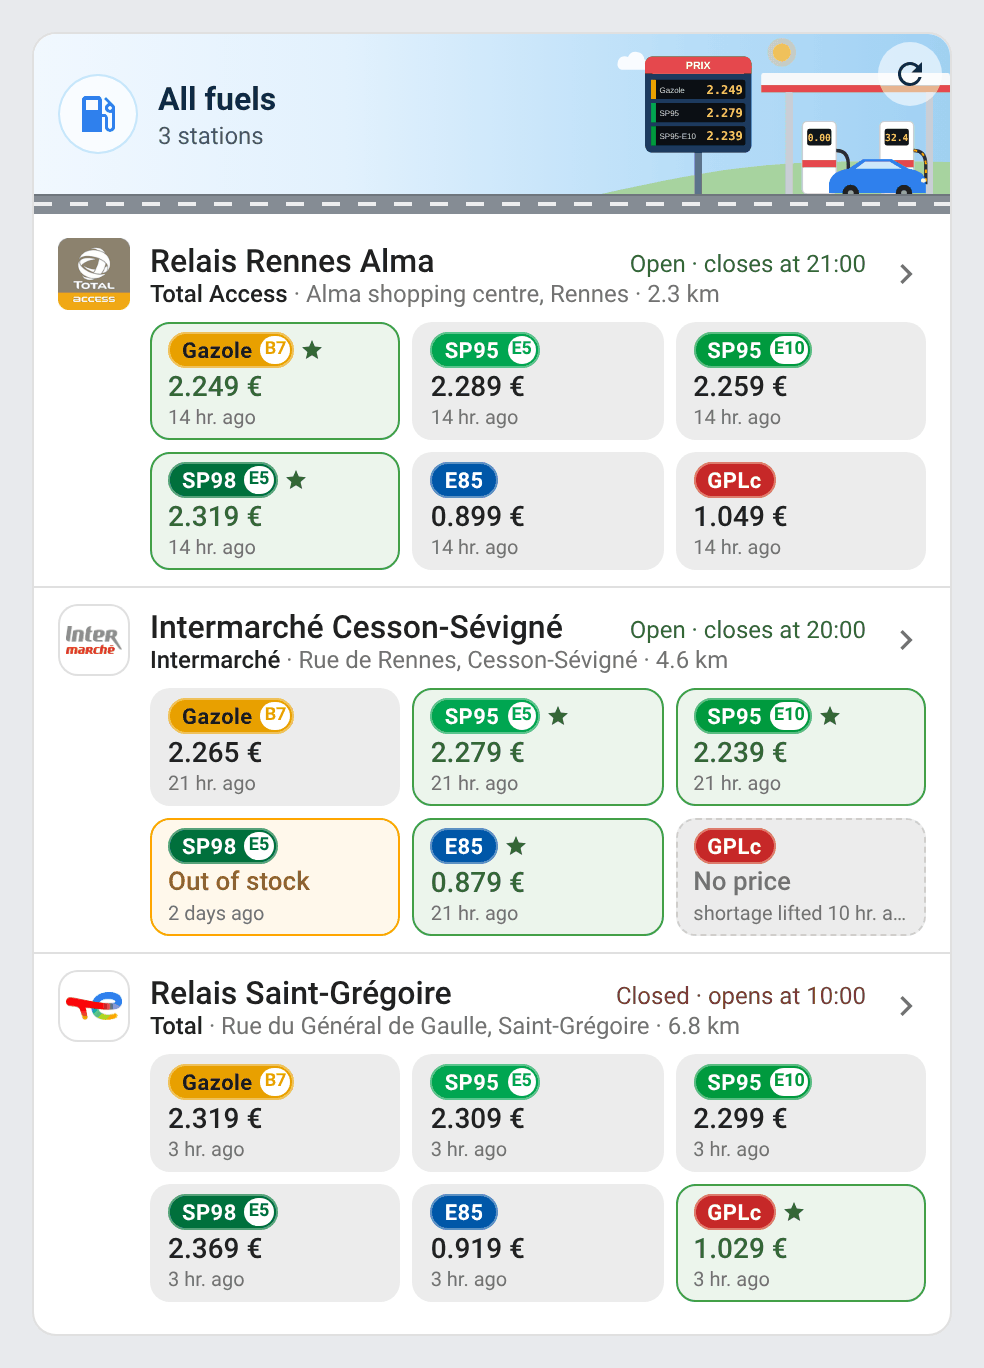 All fuels
3 stations
PRIX
Gazole 2.249
SP95 2.279
SP95-E10 2.239
0.00
32.4
TOTAL
access
Relais Rennes Alma
Open · closes at 21:00
Total Access · Alma shopping centre, Rennes · 2.3 km
Gazole B7
2.249 €
14 hr. ago
SP95 E5
2.289 €
14 hr. ago
SP95 E10
2.259 €
14 hr. ago
SP98 E5
2.319 €
14 hr. ago
E85
0.899 €
14 hr. ago
GPLc
1.049 €
14 hr. ago
Inter
marché
Intermarché Cesson-Sévigné
Open · closes at 20:00
Intermarché · Rue de Rennes, Cesson-Sévigné · 4.6 km
Gazole B7
2.265 €
21 hr. ago
SP95 E5
2.279 €
21 hr. ago
SP95 E10
2.239 €
21 hr. ago
SP98 E5
Out of stock
2 days ago
E85
0.879 €
21 hr. ago
GPLc
No price
shortage lifted 10 hr. a…
Relais Saint-Grégoire
Closed · opens at 10:00
Total · Rue du Général de Gaulle, Saint-Grégoire · 6.8 km
Gazole B7
2.319 €
3 hr. ago
SP95 E5
2.309 €
3 hr. ago
SP95 E10
2.299 €
3 hr. ago
SP98 E5
2.369 €
3 hr. ago
E85
0.919 €
3 hr. ago
GPLc
1.029 €
3 hr. ago